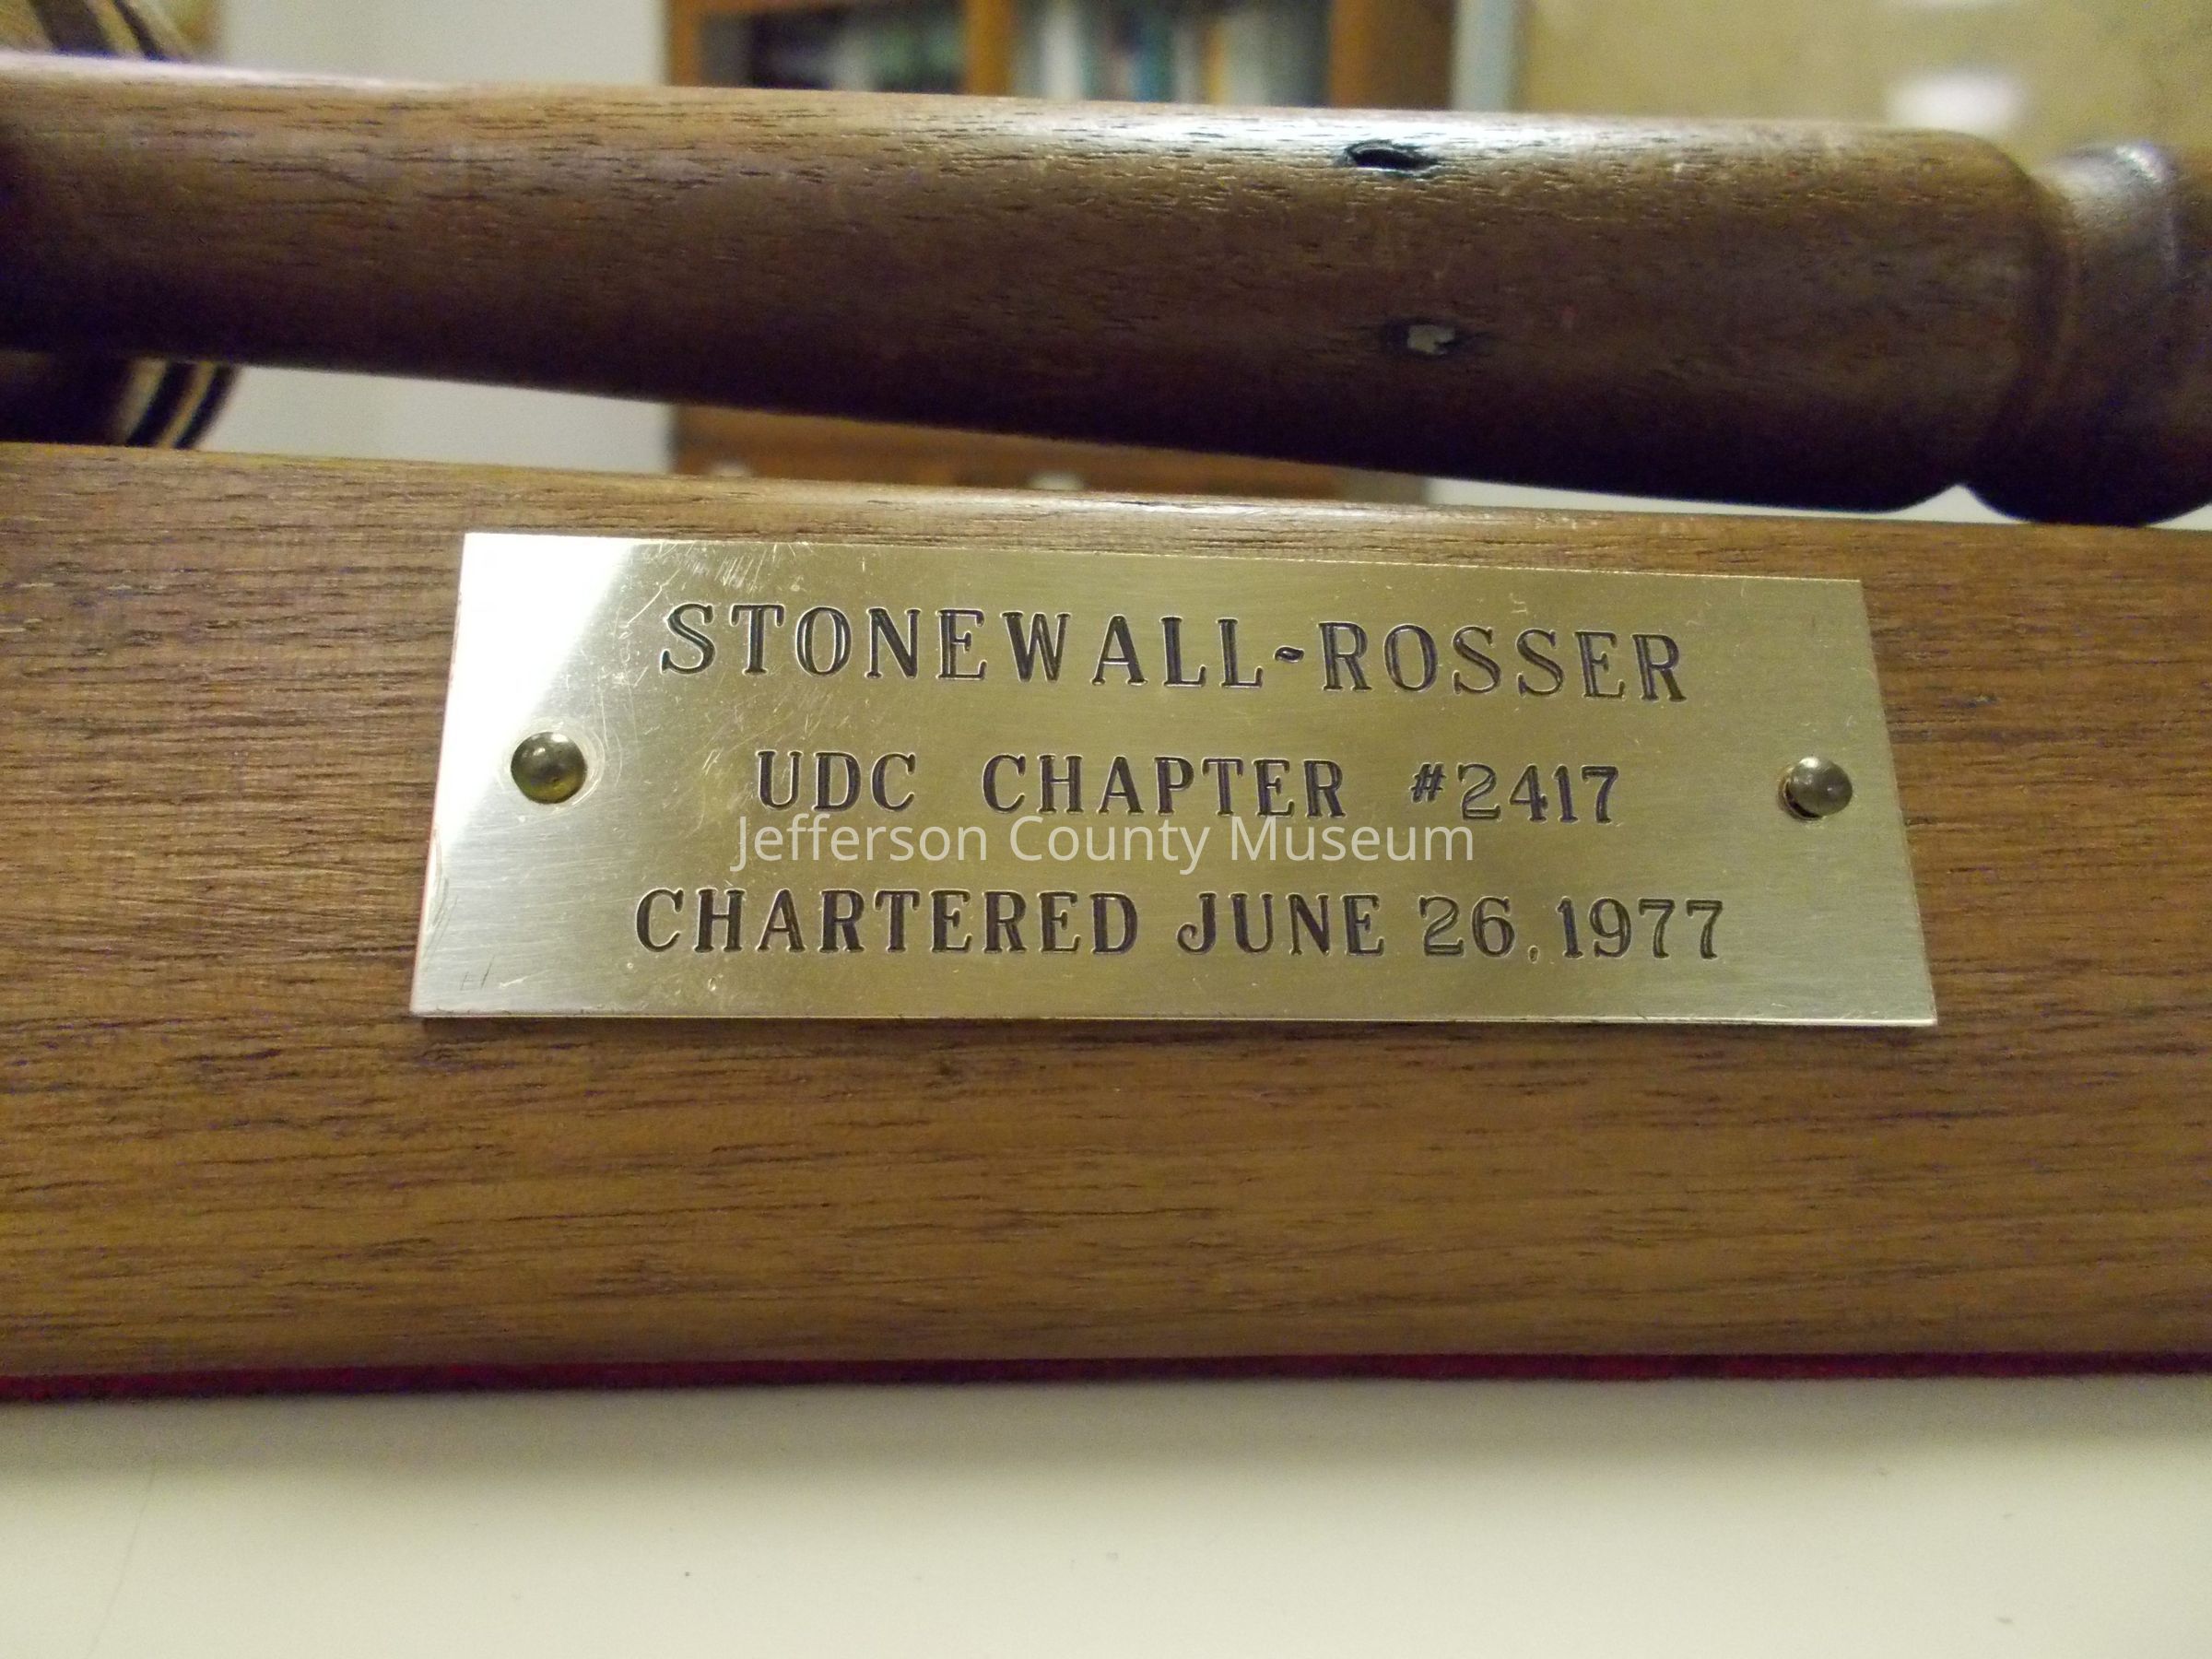 STONEWALL-ROSSER
UDC CHAPTER #2417
Jefferson County Museum
CHARTERED JUNE 26, 1977